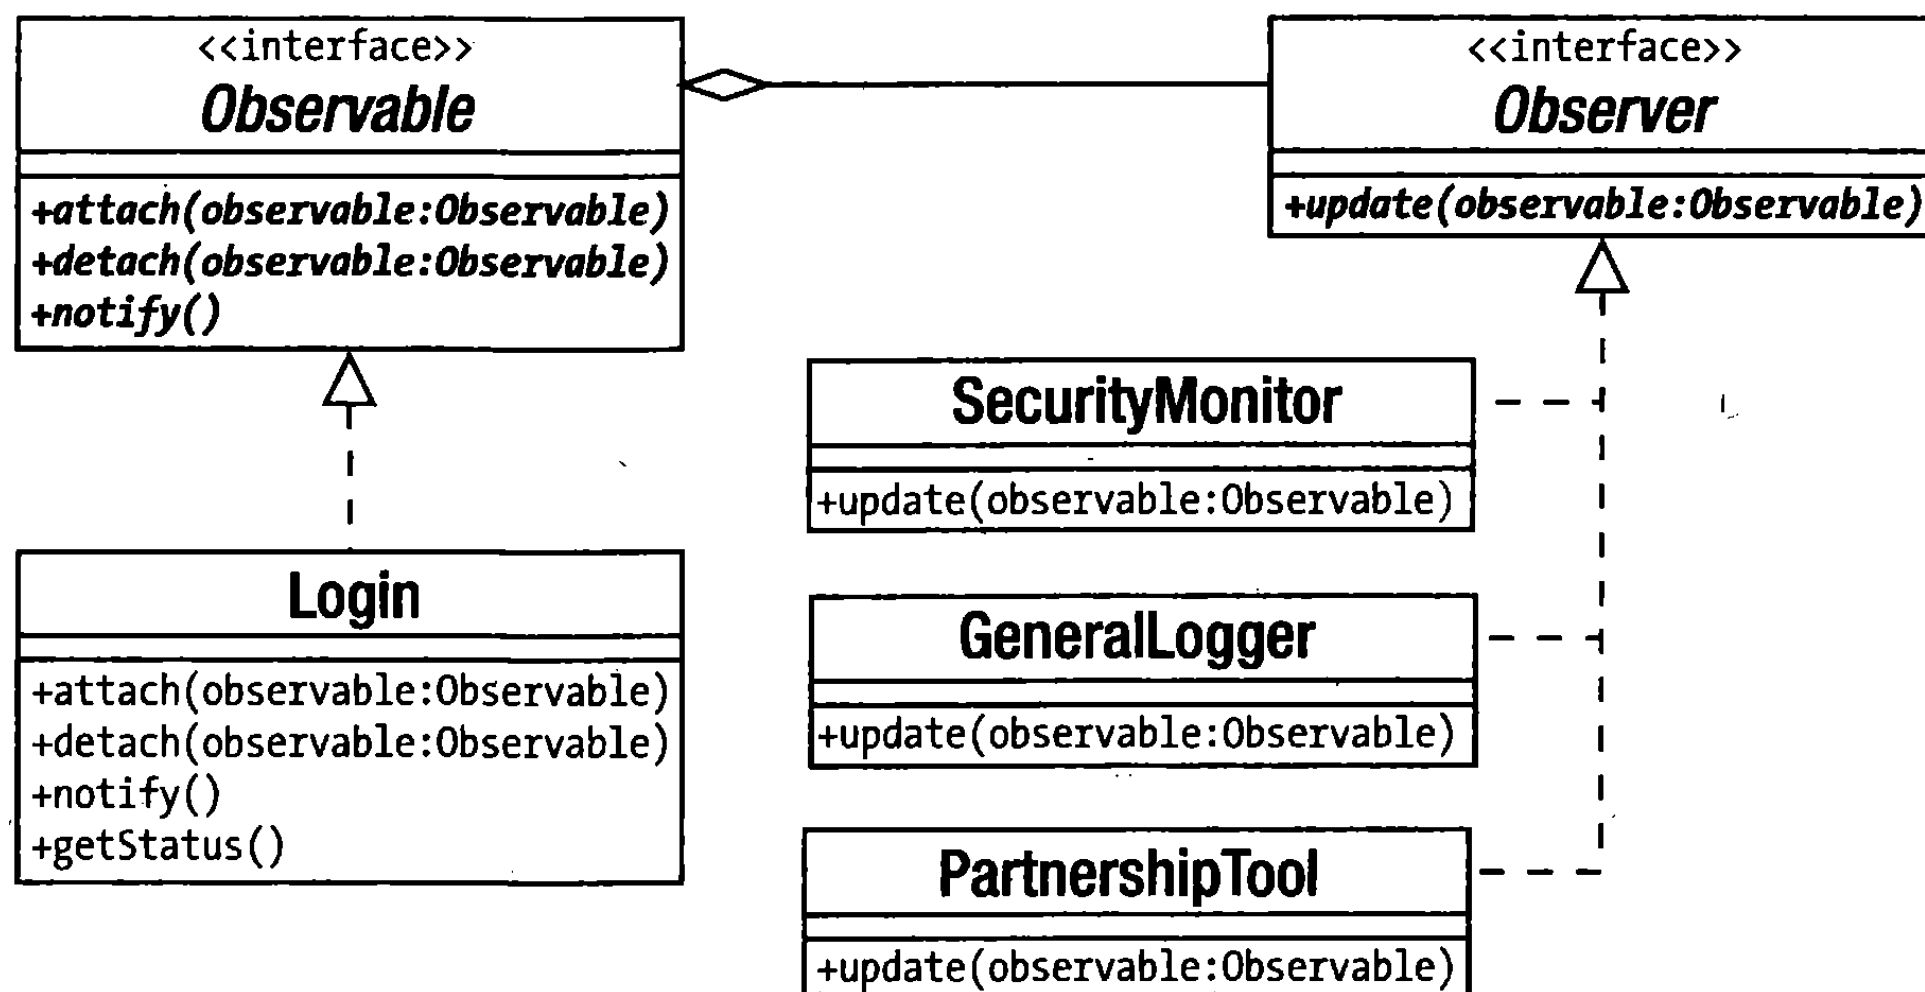 <<interface>>
Observable
+attach(observable:Observable)
+detach(observable:Observable)
+notify()
<<interface>>
Observer
+update(observable:Observable)
Login
+attach(observable:Observable)
+detach(observable:Observable)
+notify()
+getStatus()
SecurityMonitor
+update(observable:Observable)
GeneralLogger
+update(observable:Observable)
PartnershipTool
+update(observable:Observable)